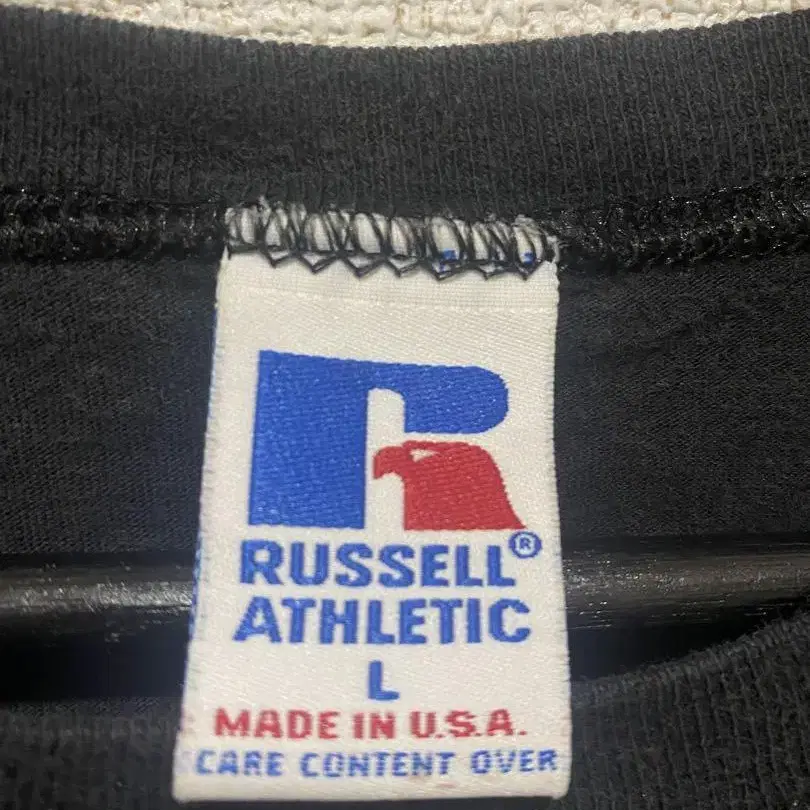 RUSSELL®
ATHLETIC
L
MADE IN U.S.A.
CARE CONTENT OVER